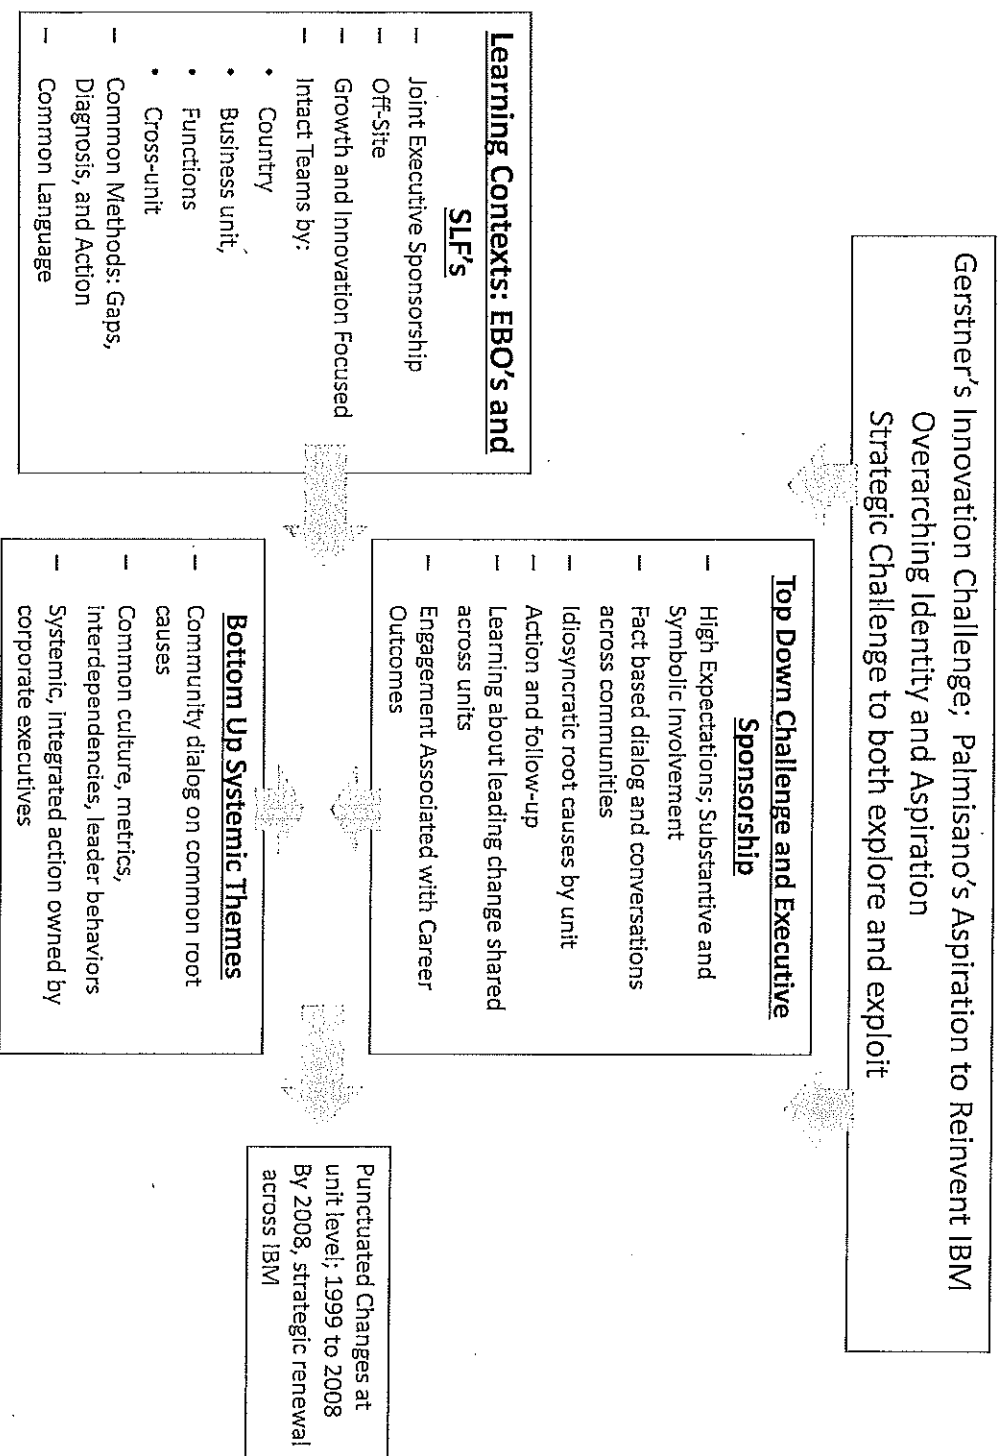 Gerstner's Innovation Challenge; Palmisano's Aspiration to Reinvent IBM
Overarching Identity and Aspiration
Strategic Challenge to both explore and exploit
Learning Contexts: EBO's and
SLF's
– Joint Executive Sponsorship
– Off-Site
– Growth and Innovation Focused
– Intact Teams by:
• Country
• Business unit,
• Functions
• Cross-unit
– Common Methods: Gaps,
Diagnosis, and Action
– Common Language
Top Down Challenge and Executive
Sponsorship
– High Expectations; Substantive and
Symbolic Involvement
– Fact based dialog and conversations
across communities
– Idiosyncratic root causes by unit
– Action and follow-up
– Learning about leading change shared
across units
– Engagement Associated with Career
Outcomes
Bottom Up Systemic Themes
– Community dialog on common root
causes
– Common culture, metrics,
interdependencies, leader behaviors
– Systemic, integrated action owned by
corporate executives
Punctuated Changes at
unit level; 1999 to 2008
By 2008, strategic renewal
across IBM